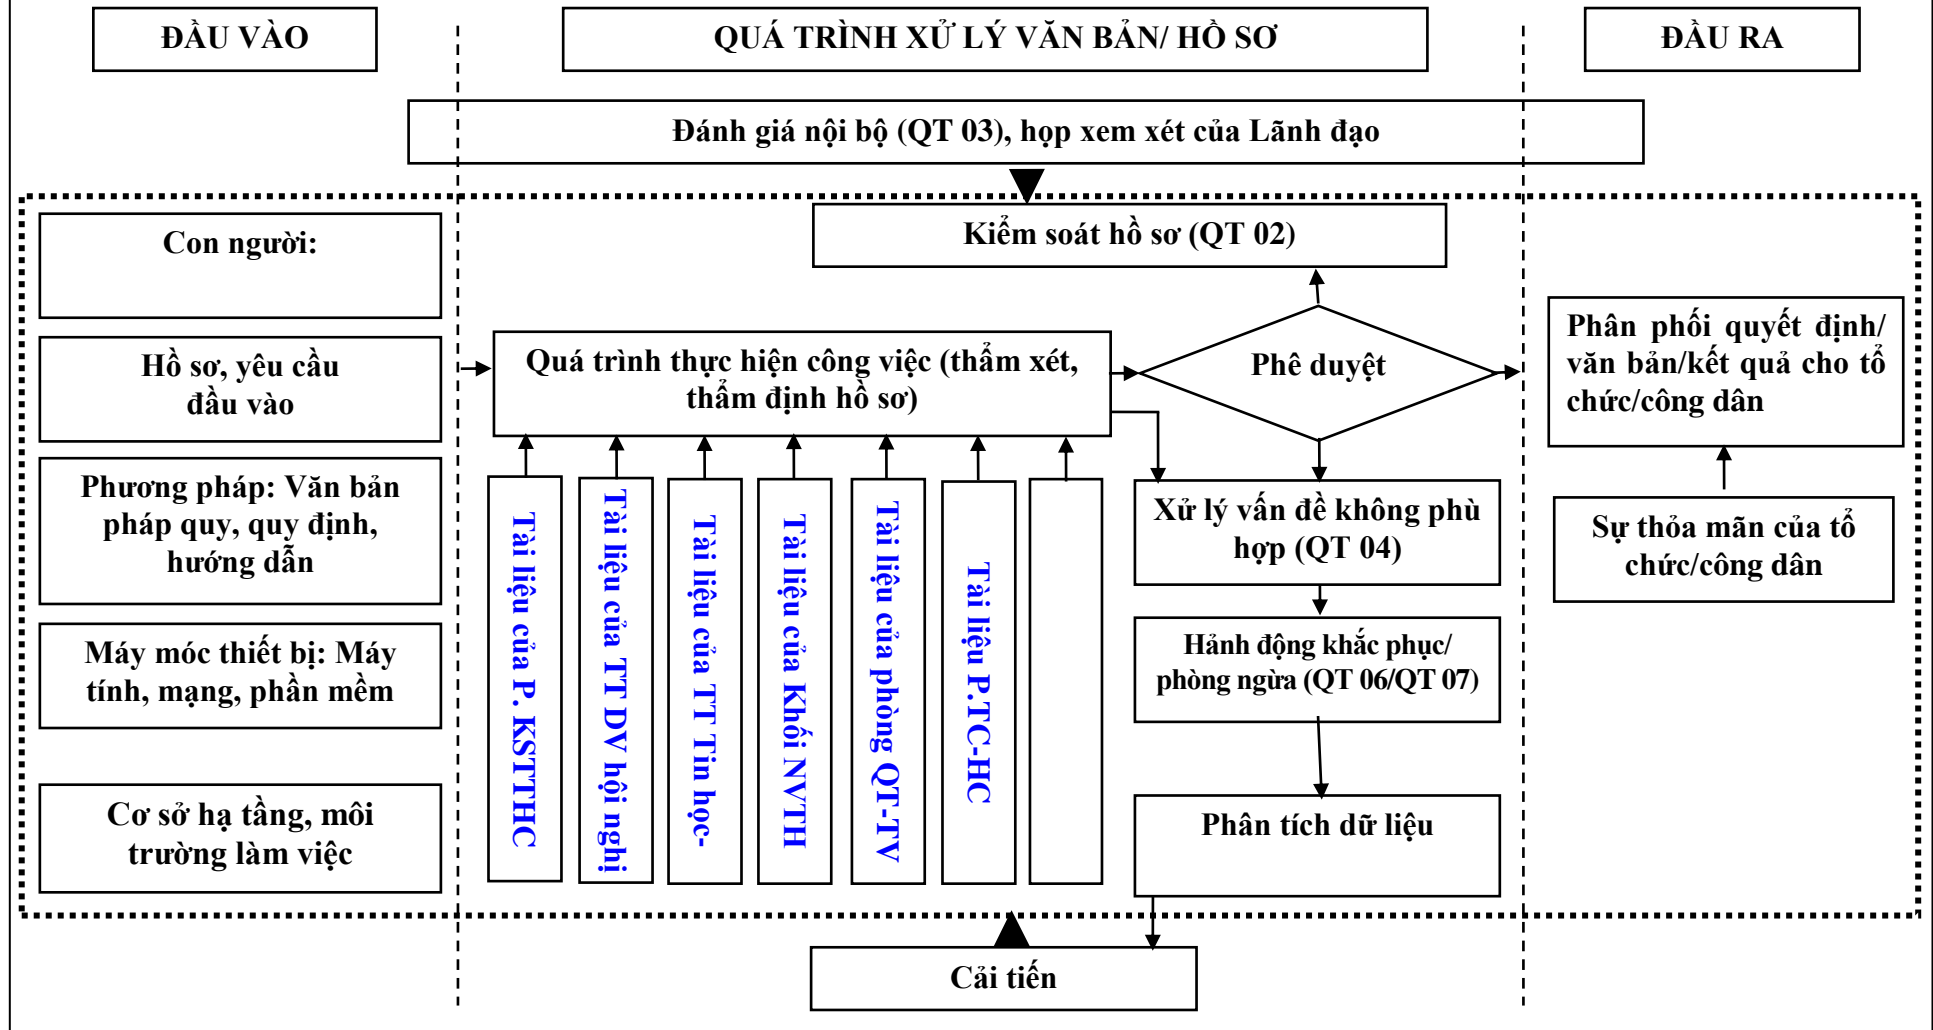 ĐẦU VÀO
QUÁ TRÌNH XỬ LÝ VĂN BẢN/ HỒ SƠ
ĐẦU RA
Đánh giá nội bộ (QT 03), họp xem xét của Lãnh đạo
Con người:
Hồ sơ, yêu cầu
đầu vào
Phương pháp: Văn bản
pháp quy, quy định,
hướng dẫn
Máy móc thiết bị: Máy
tính, mạng, phần mềm
Cơ sở hạ tầng, môi
trường làm việc
Kiểm soát hồ sơ (QT 02)
Quá trình thực hiện công việc (thẩm xét,
thẩm định hồ sơ)
Phê duyệt
Tài liệu của P. KSTTHC
Tài liệu của TT DV hội nghị
Tài liệu của TT Tin học-
Tài liệu của Khối NVTH
Tài liệu của phòng QT-TV
Tài liệu P.TC-HC
Xử lý vấn đề không phù
hợp (QT 04)
Hảnh động khắc phục/
phòng ngừa (QT 06/QT 07)
Phân tích dữ liệu
Cải tiến
Phân phối quyết định/
văn bản/kết quả cho tổ
chức/công dân
Sự thỏa mãn của tổ
chức/công dân